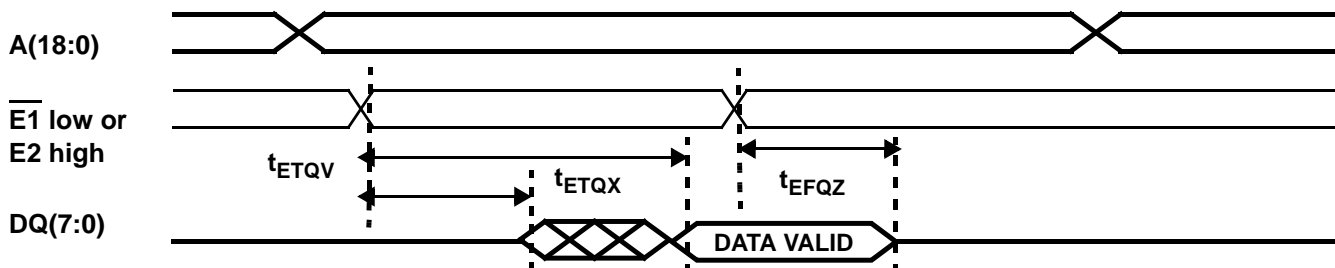 A(18:0)
E1 low or
E2 high
tETQV
tETQX
tEFQZ
DQ(7:0)
DATA VALID